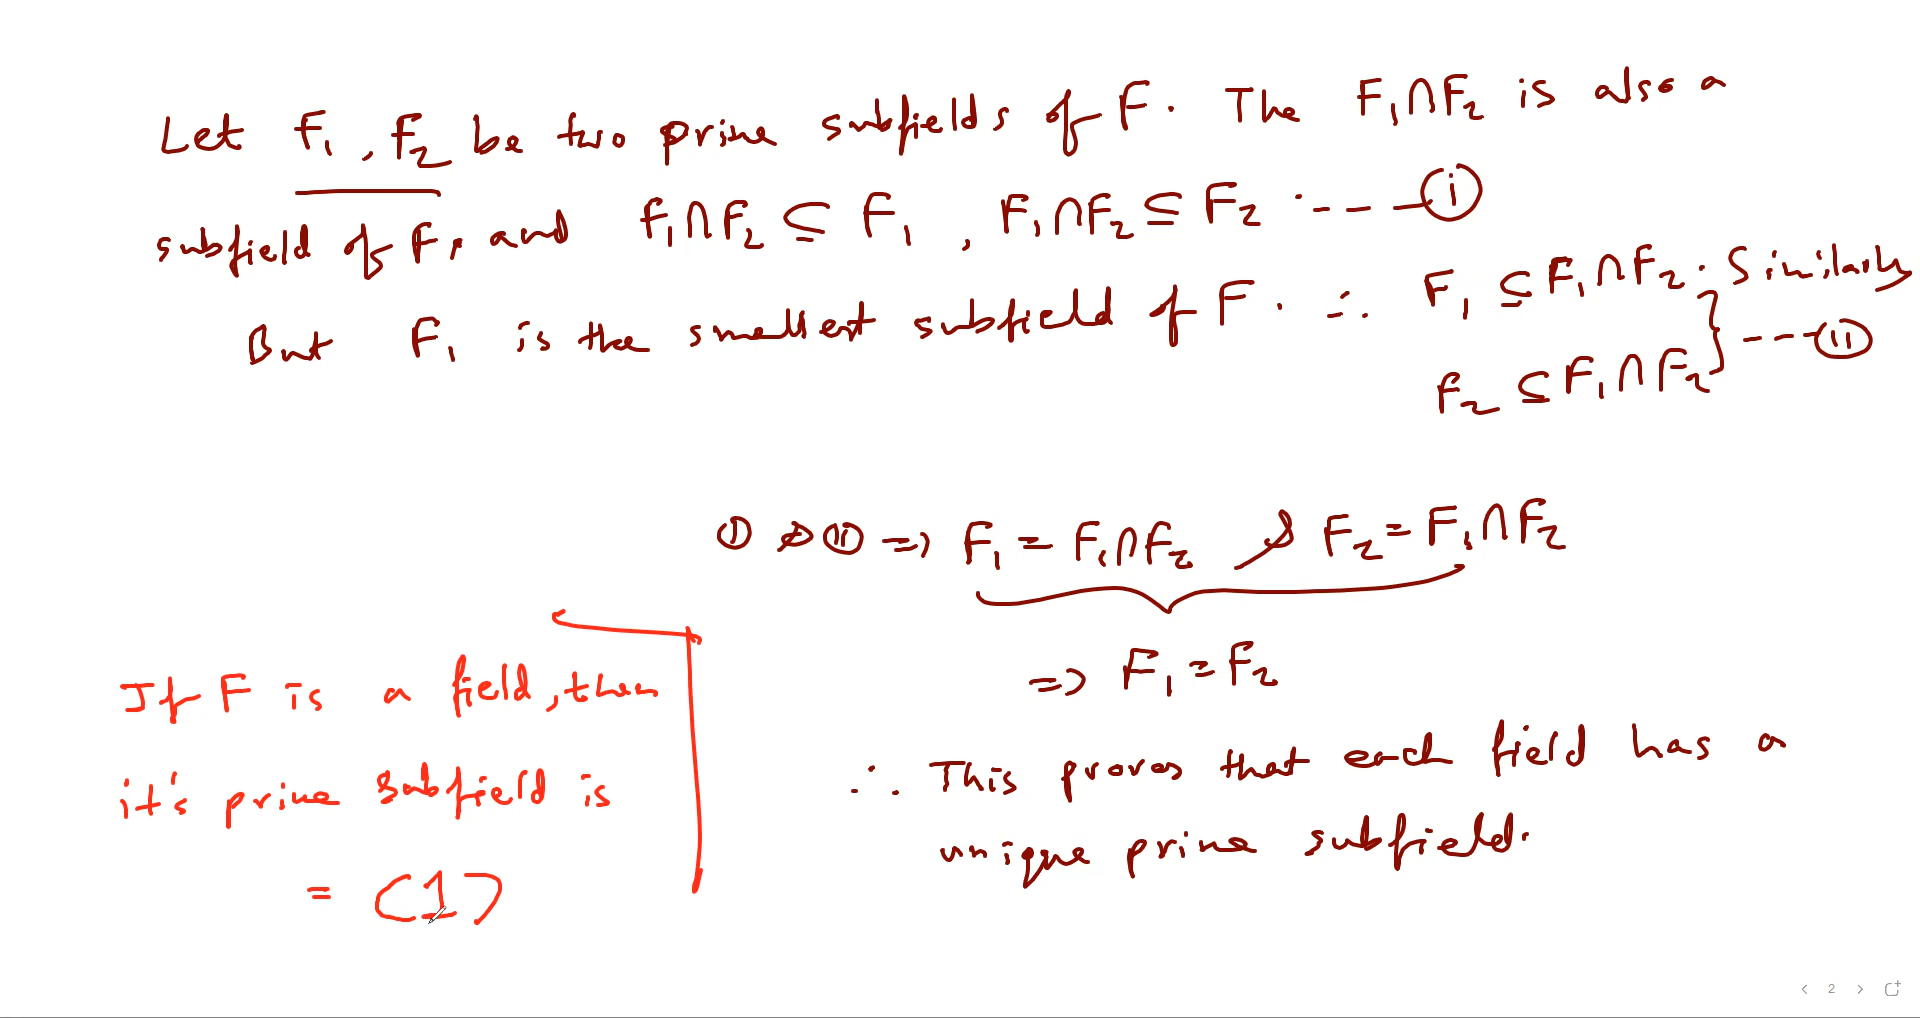 Let F₁, F₂ be two prime subfields of F. The F₁∩F₂ is also a
subfield of F, and F₁∩F₂ ⊆ F₁, F₁∩F₂ ⊆ F₂ ---- (i)
But F₁ is the smallest subfield of F. ∴ F₁ ⊆ F₁∩F₂. Similarly
F₂ ⊆ F₁∩F₂ } --- (ii)
(i) & (ii) => F₁ = F₁∩F₂ & F₂ = F₁∩F₂
=> F₁ = F₂
∴ This proves that each field has a
unique prime subfield.
If F is a field, then
it's prime subfield is
= (1)
2